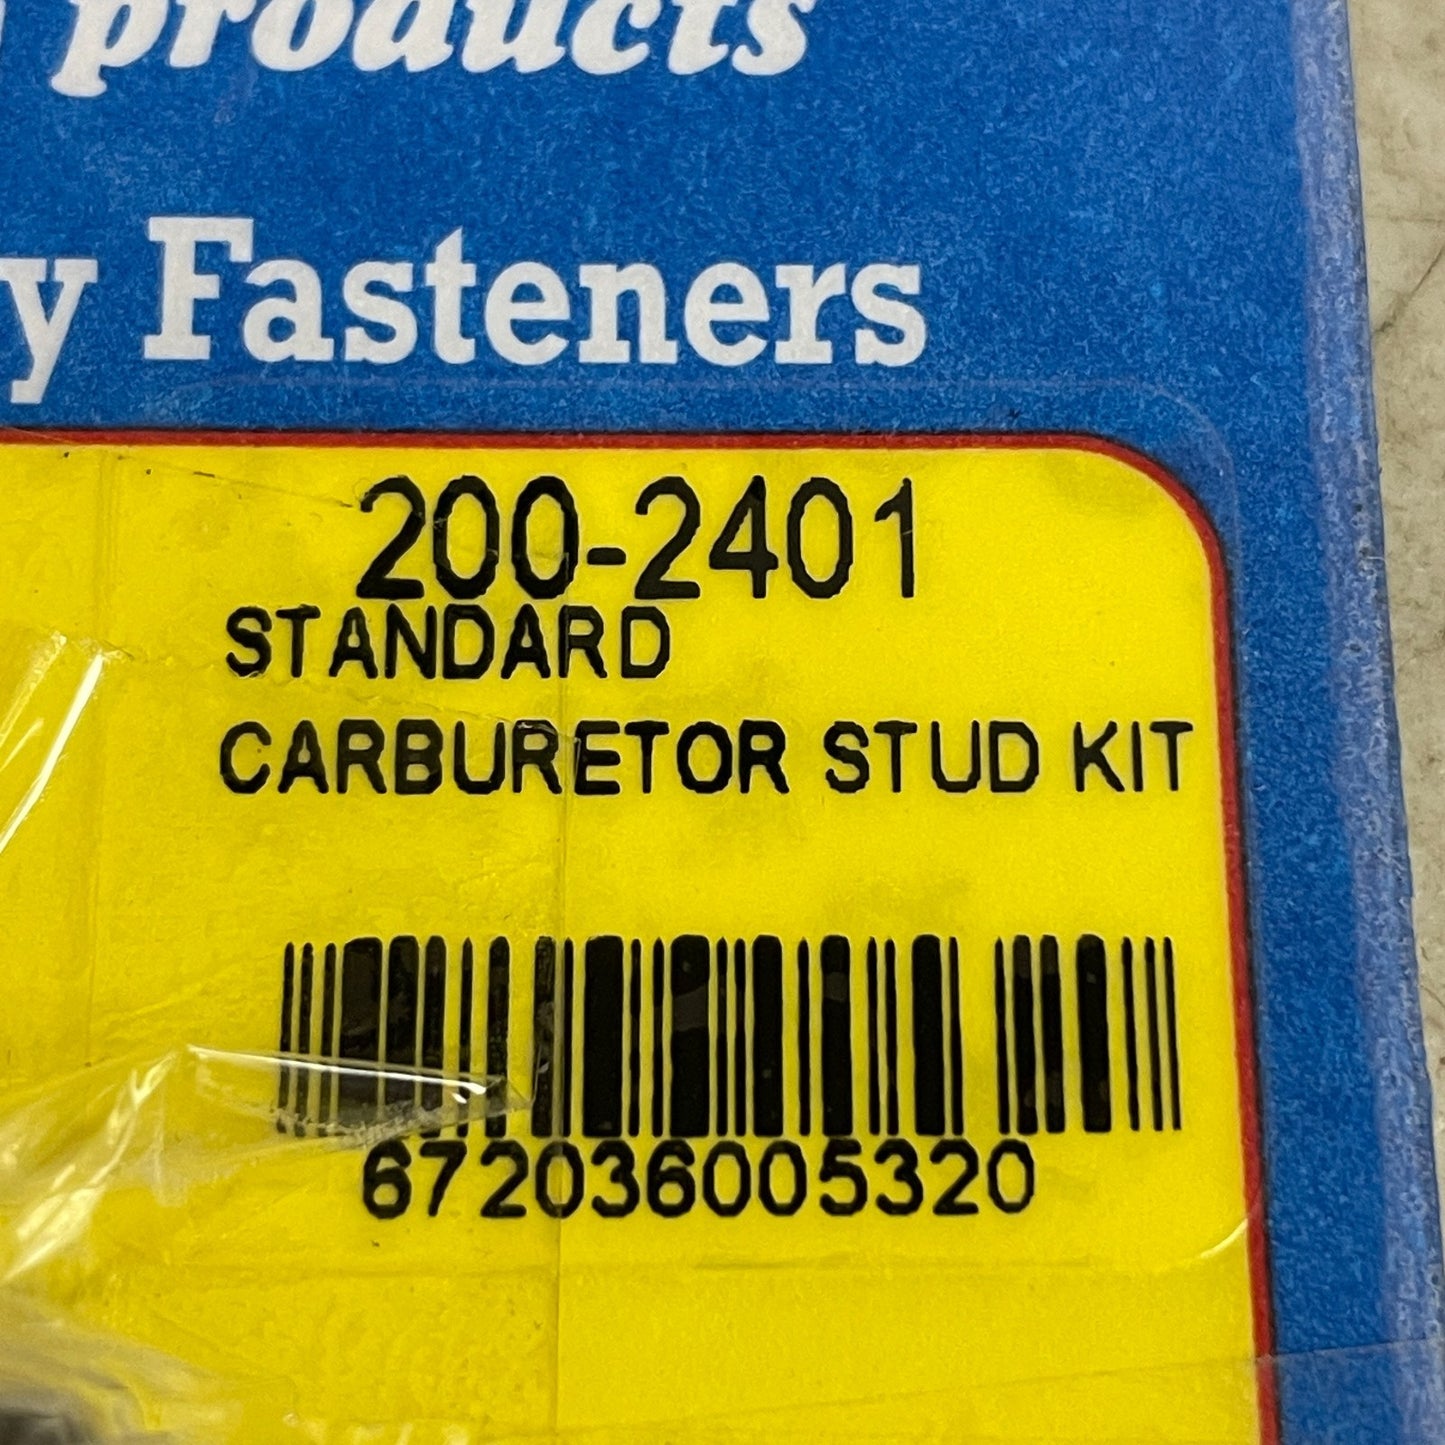 products
Fasteners
200-2401
STANDARD
CARBURETOR STUD KIT
672036005320